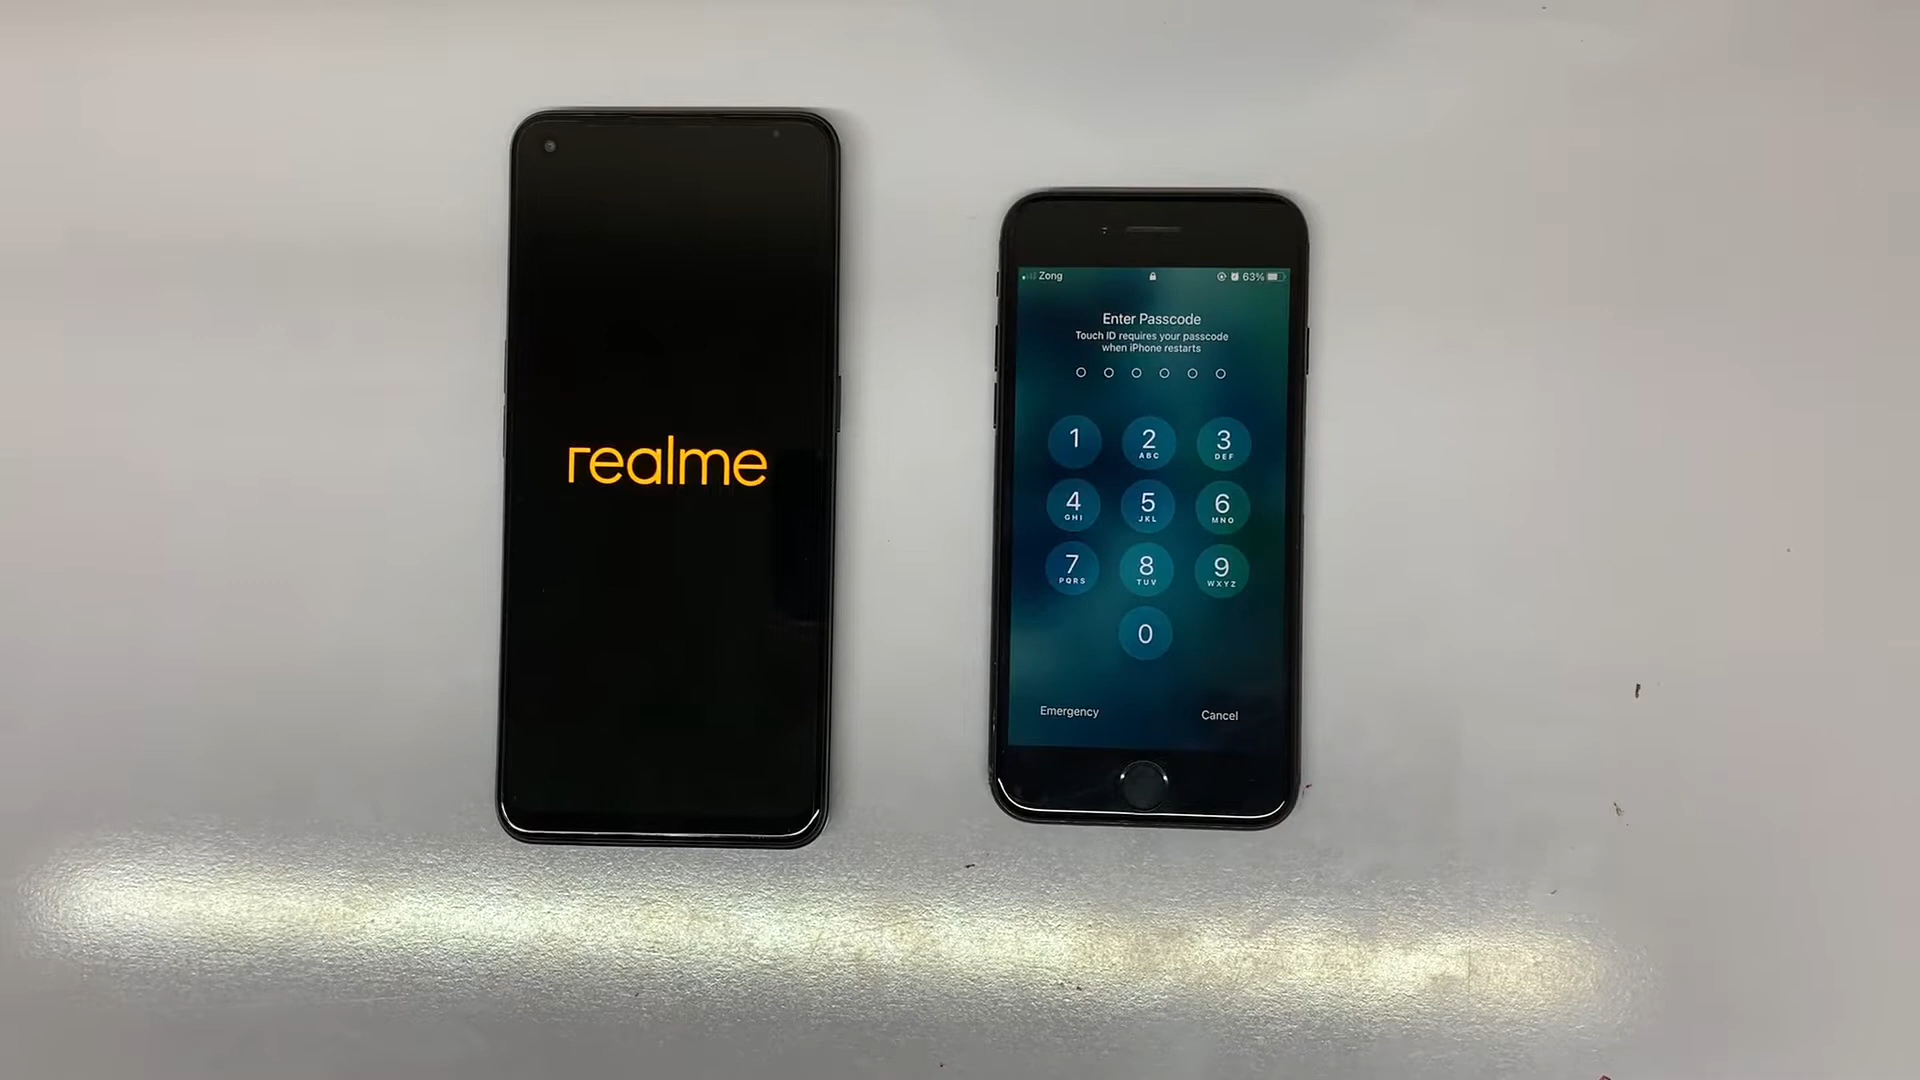 realme
Zong
63%
Enter Passcode
Touch ID requires your passcode
when iPhone restarts
1
2
ABC
3
DEF
4
GHI
5
JKL
6
MNO
7
PQRS
8
TUV
9
WXYZ
0
Emergency
Cancel